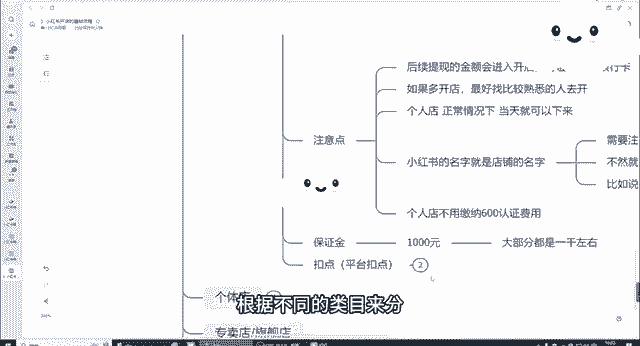 后续提现的金额会进入开店
行卡
如果多开店，最好找比较熟悉的人去开
个人店 正常情况下 当天就可以下来
注意点
小红书的名字就是店铺的名字
需要注
不然就
比如说
个人店不用缴纳600认证费用
保证金
1000元
大部分都是一千左右
扣点（平台扣点）
2
个体店
根据不同的类目来分
专卖店/旗舰店